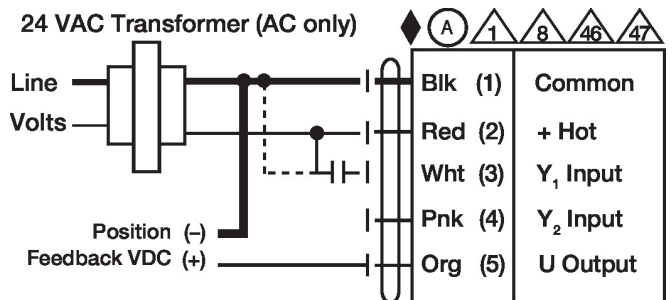 24 VAC Transformer (AC only)
A 1 8 46 47
Line
Volts
Blk (1) Common
Red (2) + Hot
Wht (3) Y₁ Input
Pnk (4) Y₂ Input
Position (–)
Feedback VDC (+)
Org (5) U Output